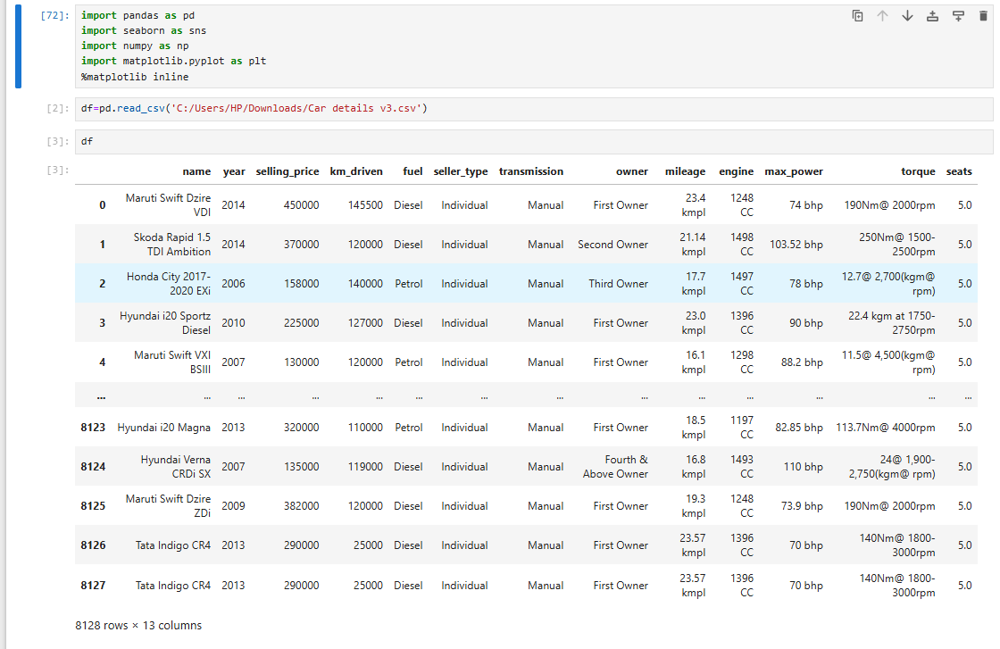 [72]: import pandas as pd
import seaborn as sns
import numpy as np
import matplotlib.pyplot as plt
%matplotlib inline
[2]: df=pd.read_csv('C:/Users/HP/Downloads/Car details v3.csv')
[3]: df
[3]: name year selling_price km_driven fuel seller_type transmission owner mileage engine max_power torque seats
0 Maruti Swift Dzire VDI 2014 450000 145500 Diesel Individual Manual First Owner 23.4 kmpl 1248 CC 74 bhp 190Nm@ 2000rpm 5.0
1 Skoda Rapid 1.5 TDI Ambition 2014 370000 120000 Diesel Individual Manual Second Owner 21.14 kmpl 1498 CC 103.52 bhp 250Nm@ 1500-2500rpm 5.0
2 Honda City 2017-2020 EXi 2006 158000 140000 Petrol Individual Manual Third Owner 17.7 kmpl 1497 CC 78 bhp 12.7@ 2,700(kgm@ rpm) 5.0
3 Hyundai i20 Sportz Diesel 2010 225000 127000 Diesel Individual Manual First Owner 23.0 kmpl 1396 CC 90 bhp 22.4 kgm at 1750-2750rpm 5.0
4 Maruti Swift VXI BSIII 2007 130000 120000 Petrol Individual Manual First Owner 16.1 kmpl 1298 CC 88.2 bhp 11.5@ 4,500(kgm@ rpm) 5.0
... ... ... ... ... ... ... ... ... ... ... ... ... ...
8123 Hyundai i20 Magna 2013 320000 110000 Petrol Individual Manual First Owner 18.5 kmpl 1197 CC 82.85 bhp 113.7Nm@ 4000rpm 5.0
8124 Hyundai Verna CRDi SX 2007 135000 119000 Diesel Individual Manual Fourth & Above Owner 16.8 kmpl 1493 CC 110 bhp 24@ 1,900-2,750(kgm@ rpm) 5.0
8125 Maruti Swift Dzire ZDi 2009 382000 120000 Diesel Individual Manual First Owner 19.3 kmpl 1248 CC 73.9 bhp 190Nm@ 2000rpm 5.0
8126 Tata Indigo CR4 2013 290000 25000 Diesel Individual Manual First Owner 23.57 kmpl 1396 CC 70 bhp 140Nm@ 1800-3000rpm 5.0
8127 Tata Indigo CR4 2013 290000 25000 Diesel Individual Manual First Owner 23.57 kmpl 1396 CC 70 bhp 140Nm@ 1800-3000rpm 5.0
8128 rows × 13 columns